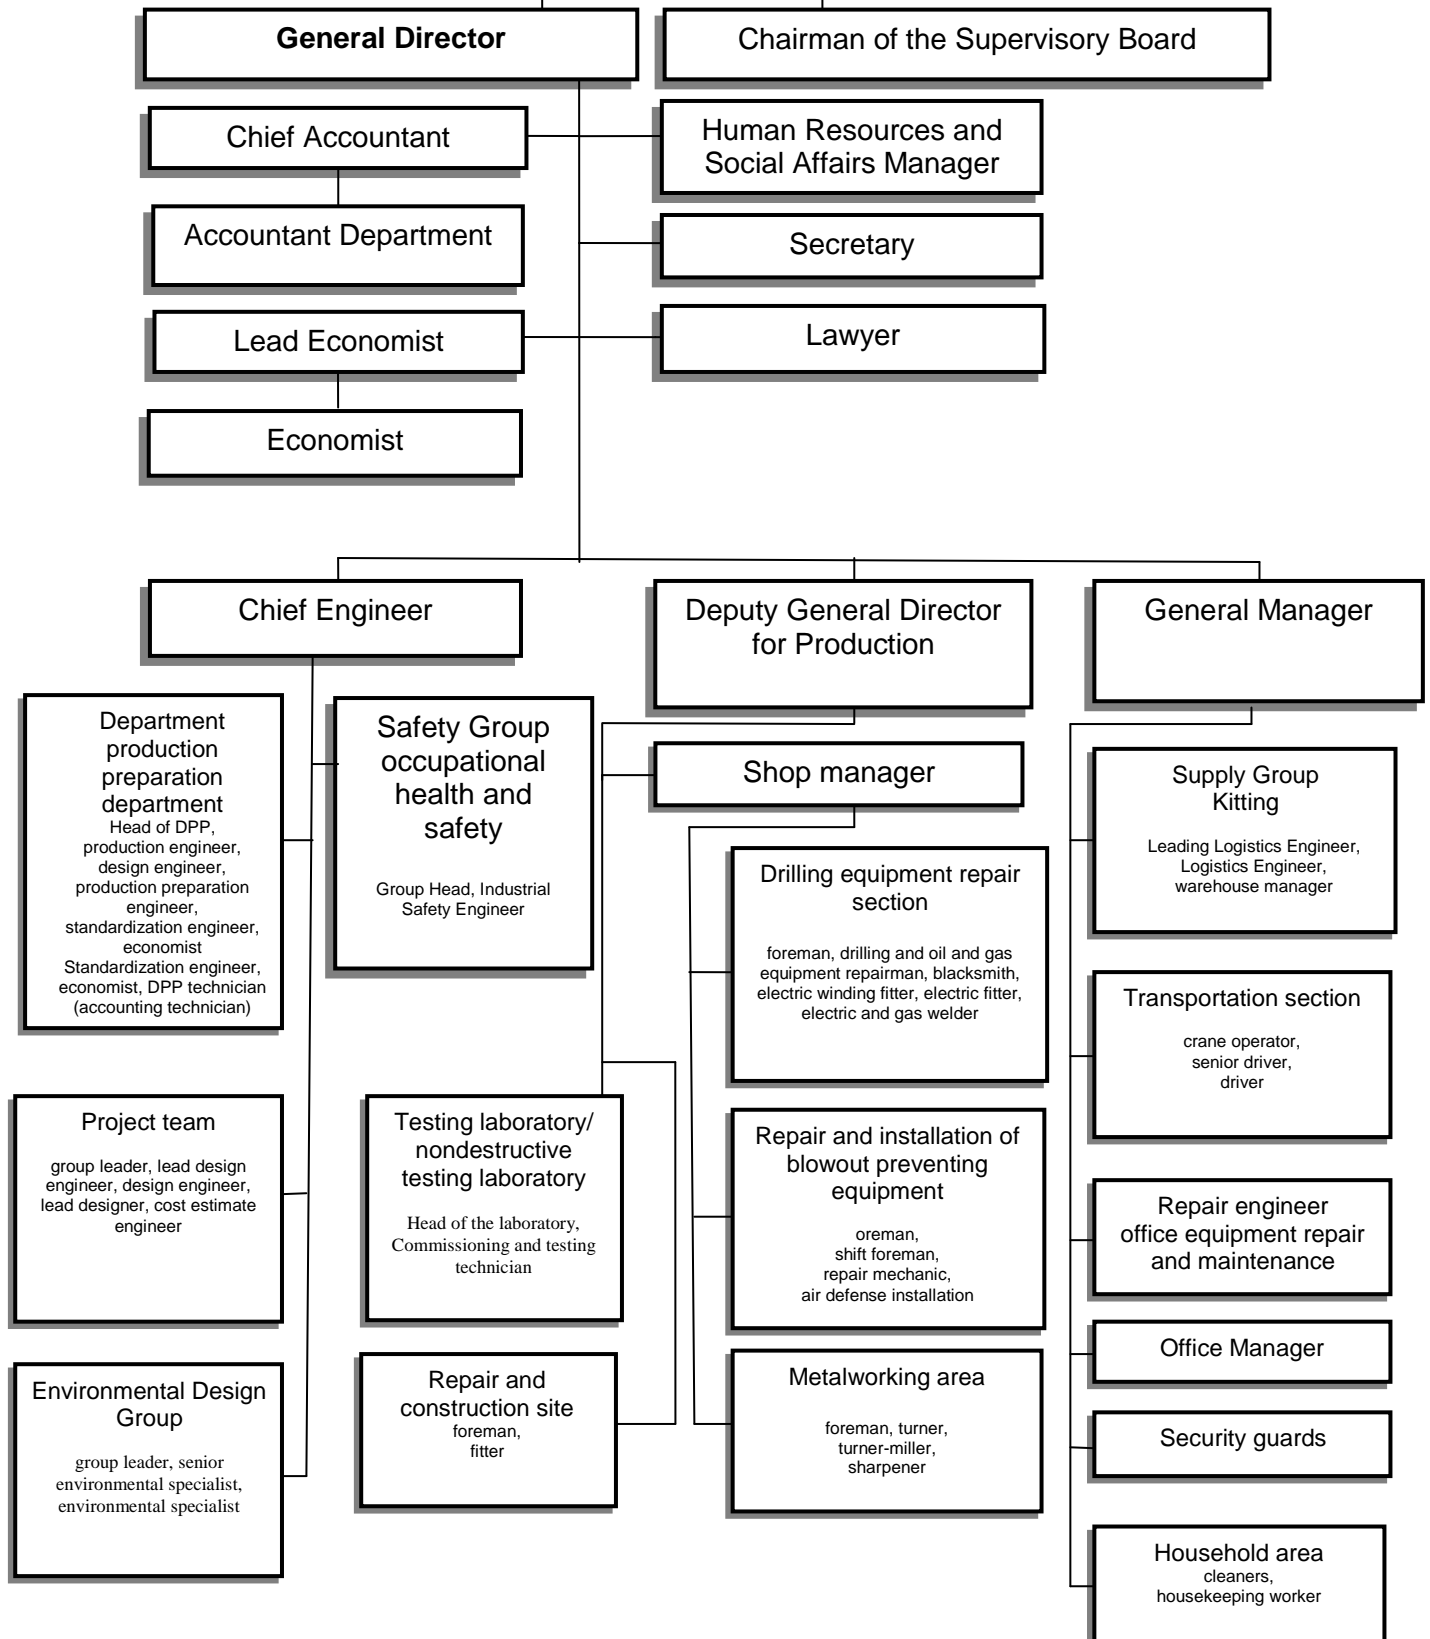 General Director
Chairman of the Supervisory Board
Chief Accountant
Human Resources and
Social Affairs Manager
Accountant Department
Secretary
Lead Economist
Lawyer
Economist
Chief Engineer
Deputy General Director
for Production
General Manager
Department
production
preparation
department
Head of DPP,
production engineer,
design engineer,
production preparation
engineer,
standardization engineer,
economist
Standardization engineer,
economist, DPP technician
(accounting technician)
Safety Group
occupational
health and
safety
Group Head, Industrial
Safety Engineer
Shop manager
Supply Group
Kitting
Leading Logistics Engineer,
Logistics Engineer,
warehouse manager
Drilling equipment repair
section
foreman, drilling and oil and gas
equipment repairman, blacksmith,
electric winding fitter, electric fitter,
electric and gas welder
Transportation section
crane operator,
senior driver,
driver
Project team
group leader, lead design
engineer, design engineer,
lead designer, cost estimate
engineer
Testing laboratory/
nondestructive
testing laboratory
Head of the laboratory,
Commissioning and testing
technician
Repair and installation of
blowout preventing
equipment
oreman,
shift foreman,
repair mechanic,
air defense installation
Repair engineer
office equipment repair
and maintenance
Office Manager
Environmental Design
Group
group leader, senior
environmental specialist,
environmental specialist
Repair and
construction site
foreman,
fitter
Metalworking area
foreman, turner,
turner-miller,
sharpener
Security guards
Household area
cleaners,
housekeeping worker